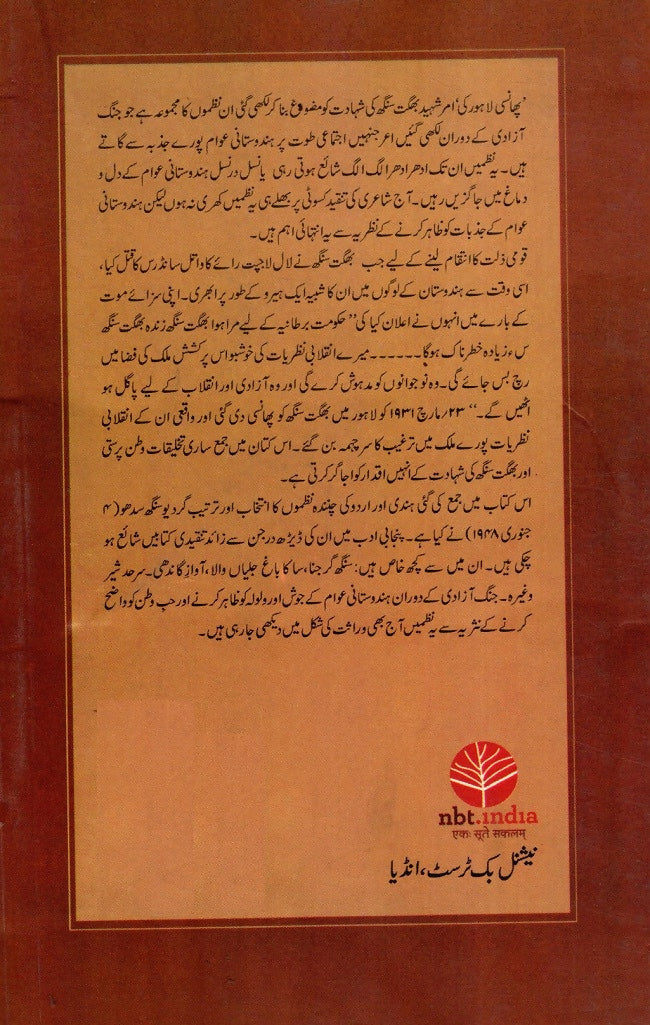 ’پھانسی لاہور کی‘ امر شہید بھگت سنگھ کی شہادت کو مضوع بنا کر لکھی گئی ان نظموں کا مجموعہ ہے جو جنگ
آزادی کے دوران لکھی گئیں اعر جنہیں اجتماعی طوت پر ہندوستانی عوام پورے جذبہ سے گاتے
ہیں۔ یہ نظمیں ان تک ادھر ادھر الگ الگ شائع ہوتی رہی یا نسل در نسل ہندوستانی عوام کے دل و
دماغ میں جاگزیں رہیں۔ آج شاعری کی تنقید کسوٹی پر بھلے ہی یہ نظمیں کھری نہ ہوں لیکن ہندوستانی
عوام کے جذبات کو ظاہر کرنے کے نظریہ سے یہ انتہائی اہم ہیں۔
قومی ذلت کا انتقام لینے کے لیے جب بھگت سنگھ نے لال لاجپت رائے کا واتل سانڈرس کا قتل کیا،
اسی وقت سے ہندوستان کے لوگوں میں ان کا شبیہ ایک ہیرو کے طور پر ابھری۔ اپنی سزائے موت
کے بارے میں انہوں نے اعلان کیا کی ’’حکومت برطانیہ کے لیے مرا ہوا بھگت سنگھ زندہ بھگت سنگھ
سء زیادہ خطرناک ہوگا۔۔۔۔۔۔ میرے انقلابی نظریات کی خوشبو اس پرکشش ملک کی فضا میں
رچ بس جائے گی۔ وہ نوجوانوں کو مدہوش کرے گی اور وہ آزادی اور انقلاب کے لیے پاگل ہو
اٹھیں گے۔‘‘ ۲۳؍مارچ ۱۹۳۱ کو لاہور میں بھگت سنگھ کو پھانسی دی گئی اور واقعی ان کے انقلابی
نظریات پورے ملک میں ترغیب کا سرچہمہ بن گئے۔ اس کتان میں جمع ساری تخلیقات وطن پرستی
اور بھگت سنگھ کی شہادت کے انہیں اقدار کو اجاگر کرتی ہے۔
اس کتاب میں جمع کی گئی ہندی اور اردو کی چنندہ نظموں کا انتخاب اور ترتیب گردیو سنگھ سدھو (۴
جنوری ۱۹۴۸) نے کیا ہے۔ پنجابی ادب میں ان کی ڈیڑھ درجن سے زائد تنقیدی کتابیں شائع ہو
چکی ہیں۔ ان میں سے کچھ خاص ہیں: سنگھ گرجنا، ساکا باغ جلیاں والا، آوازِ گاندھی۔ سرحد شیر
وغیرہ۔ جنگ آزادی کے دوران ہندوستانی عوام کے جوش اور ولولہ کو ظاہر کرنے اور حب وطن کو واضح
کرنے کے نثریہ سے یہ نظمیں آج بھی وراثت کی شکل میں دیکھی جارہی ہیں۔
nbt.india
एकः सूते सकलम्
نیشنل بک ٹرسٹ، انڈیا